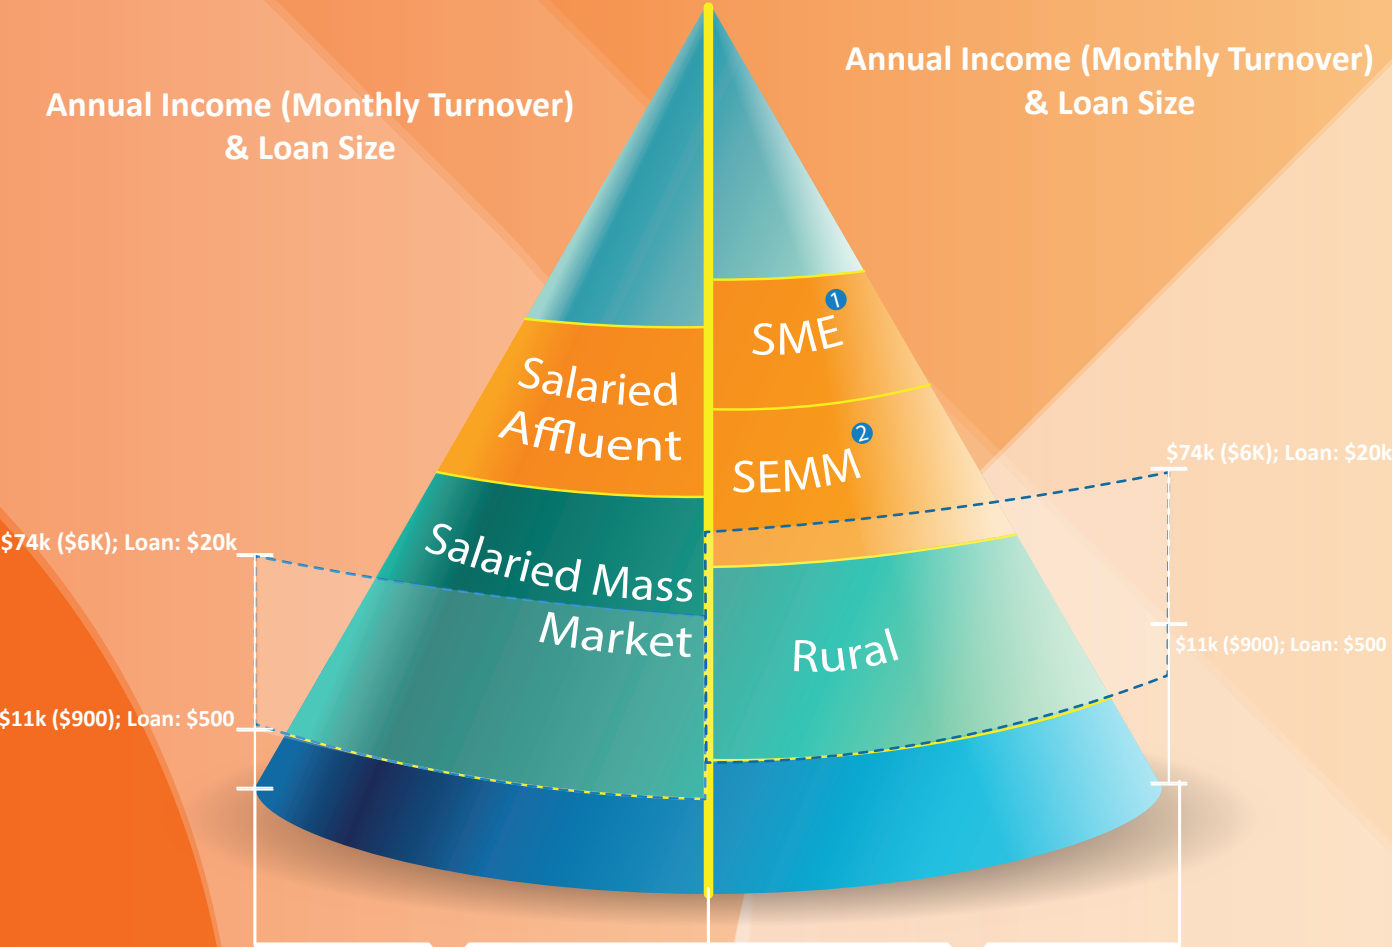 Annual Income (Monthly Turnover)
& Loan Size
Annual Income (Monthly Turnover)
& Loan Size
SME 1
Salaried
Affluent
SEMM 2
$74k ($6K); Loan: $20k
$74k ($6K); Loan: $20k
Salaried Mass
Market
Rural
$11k ($900); Loan: $500
$11k ($900); Loan: $500